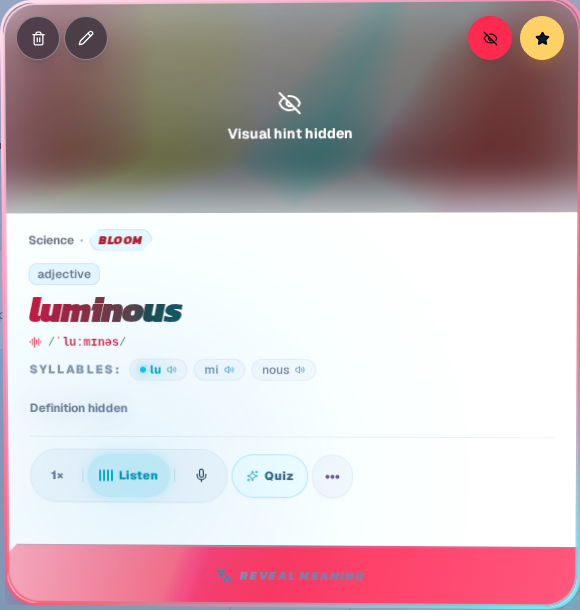 Visual hint hidden
Science · BLOOM
adjective
luminous
/ˈluːmɪnəs/
SYLLABLES: lu mi nous
Definition hidden
1× Listen Quiz
REVEAL MEANING